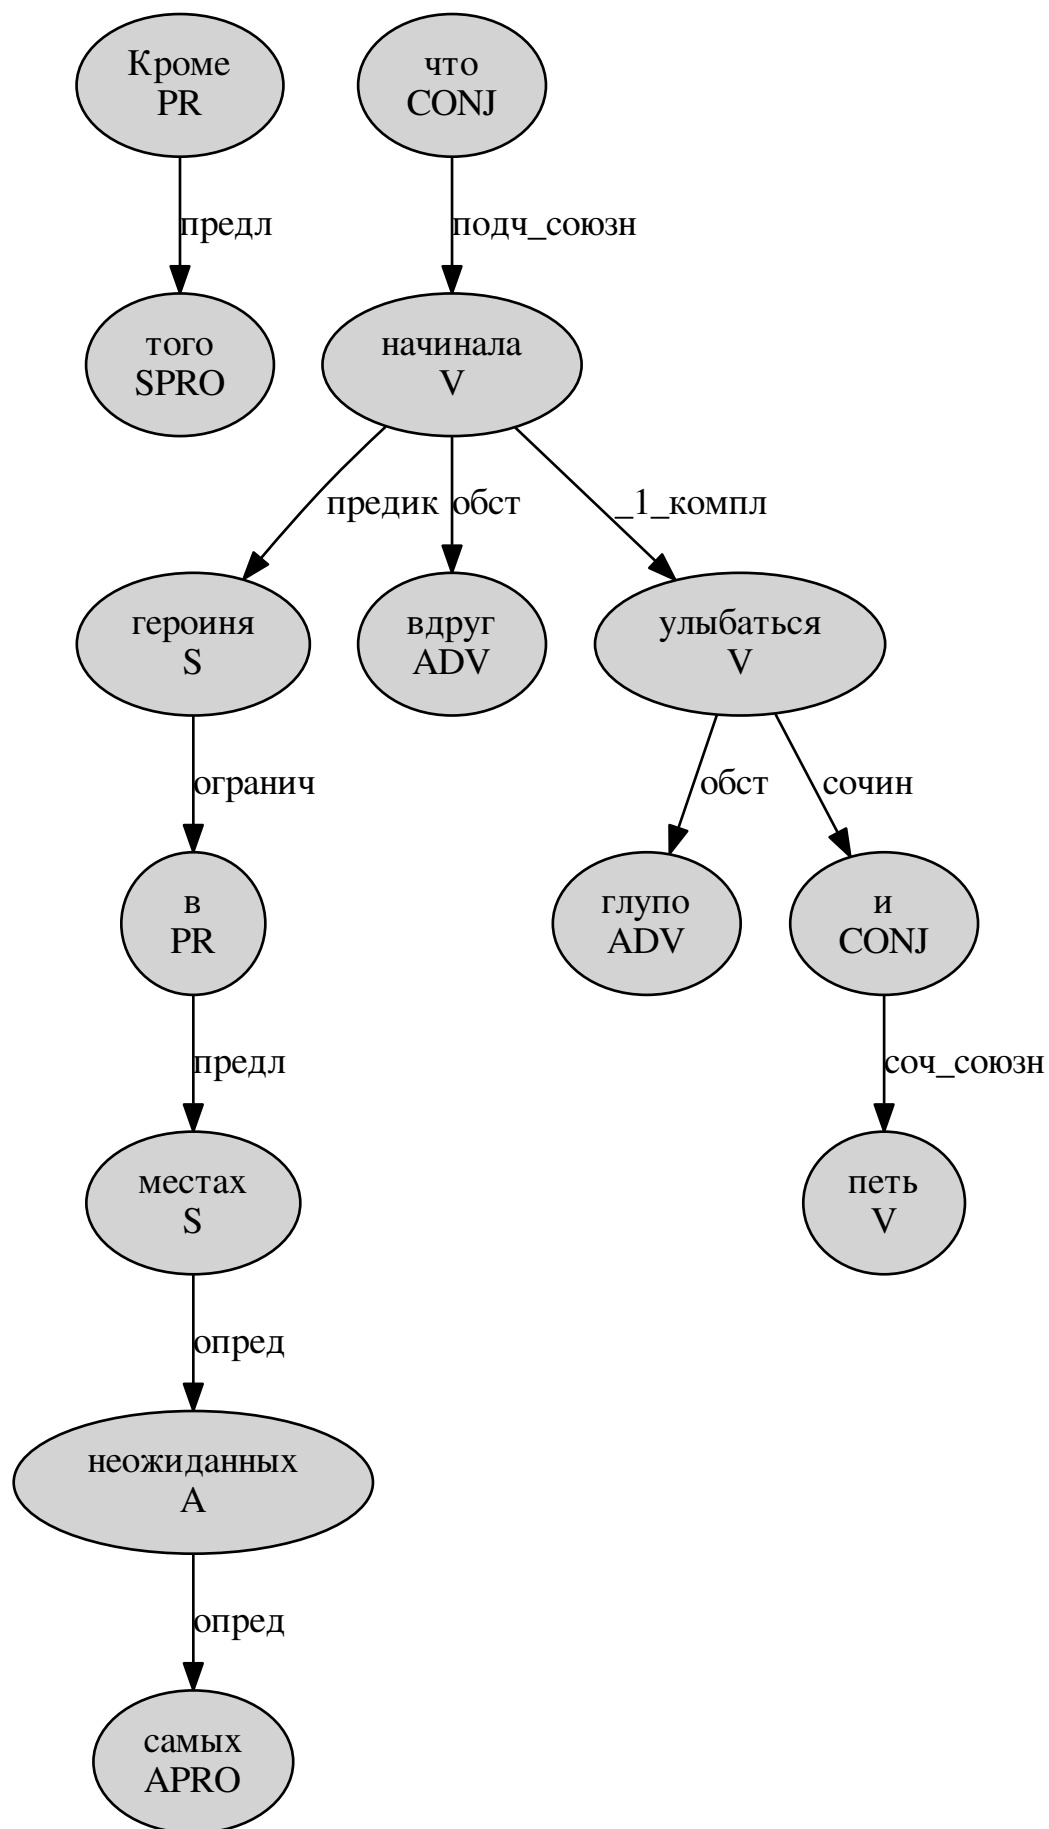 Кроме
PR
что
CONJ
предл
подч_союзн
того
SPRO
начинала
V
предик
обст
_1_компл
героиня
S
вдруг
ADV
улыбаться
V
огранич
обст
сочин
в
PR
глупо
ADV
и
CONJ
предл
соч_союзн
местах
S
петь
V
опред
неожиданных
A
опред
самых
APRO